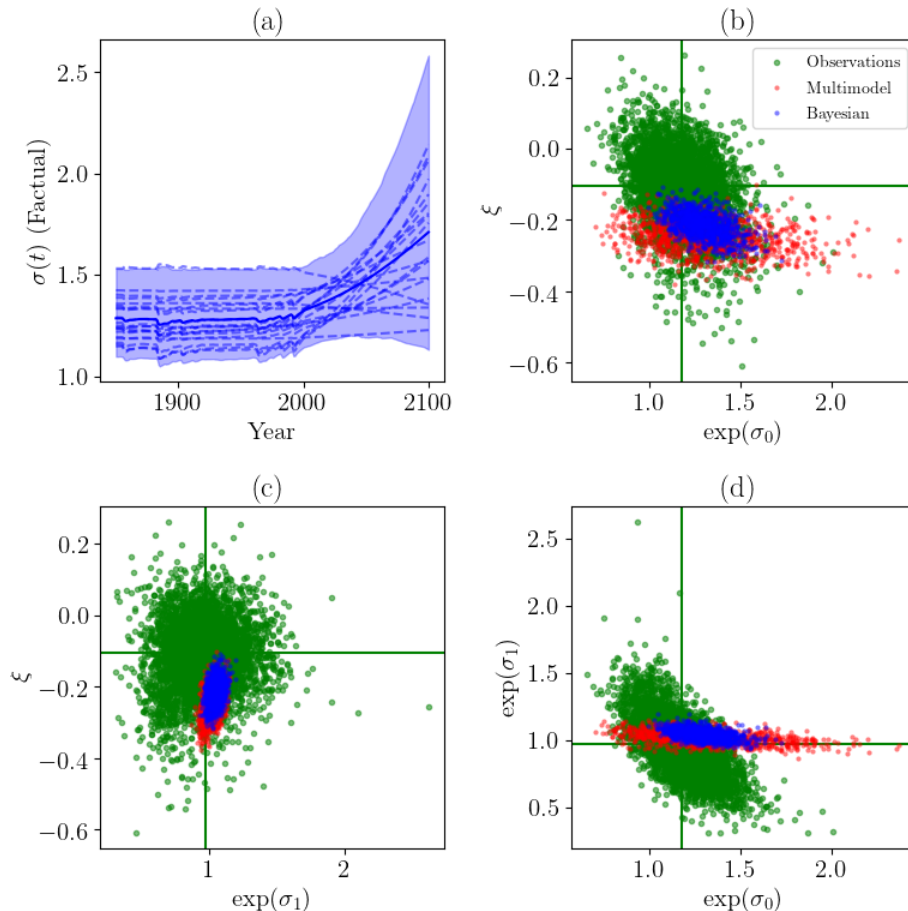 (a)
2.5
2.0
1.5
1.0
σ(t) (Factual)
1900
2000
2100
Year
(b)
Observations
Multimodel
Bayesian
0.2
0.0
−0.2
−0.4
−0.6
ξ
1.0
1.5
2.0
exp(σ₀)
(c)
0.2
0.0
−0.2
−0.4
−0.6
ξ
1
2
exp(σ₁)
(d)
2.5
2.0
1.5
1.0
0.5
exp(σ₁)
1.0
1.5
2.0
exp(σ₀)